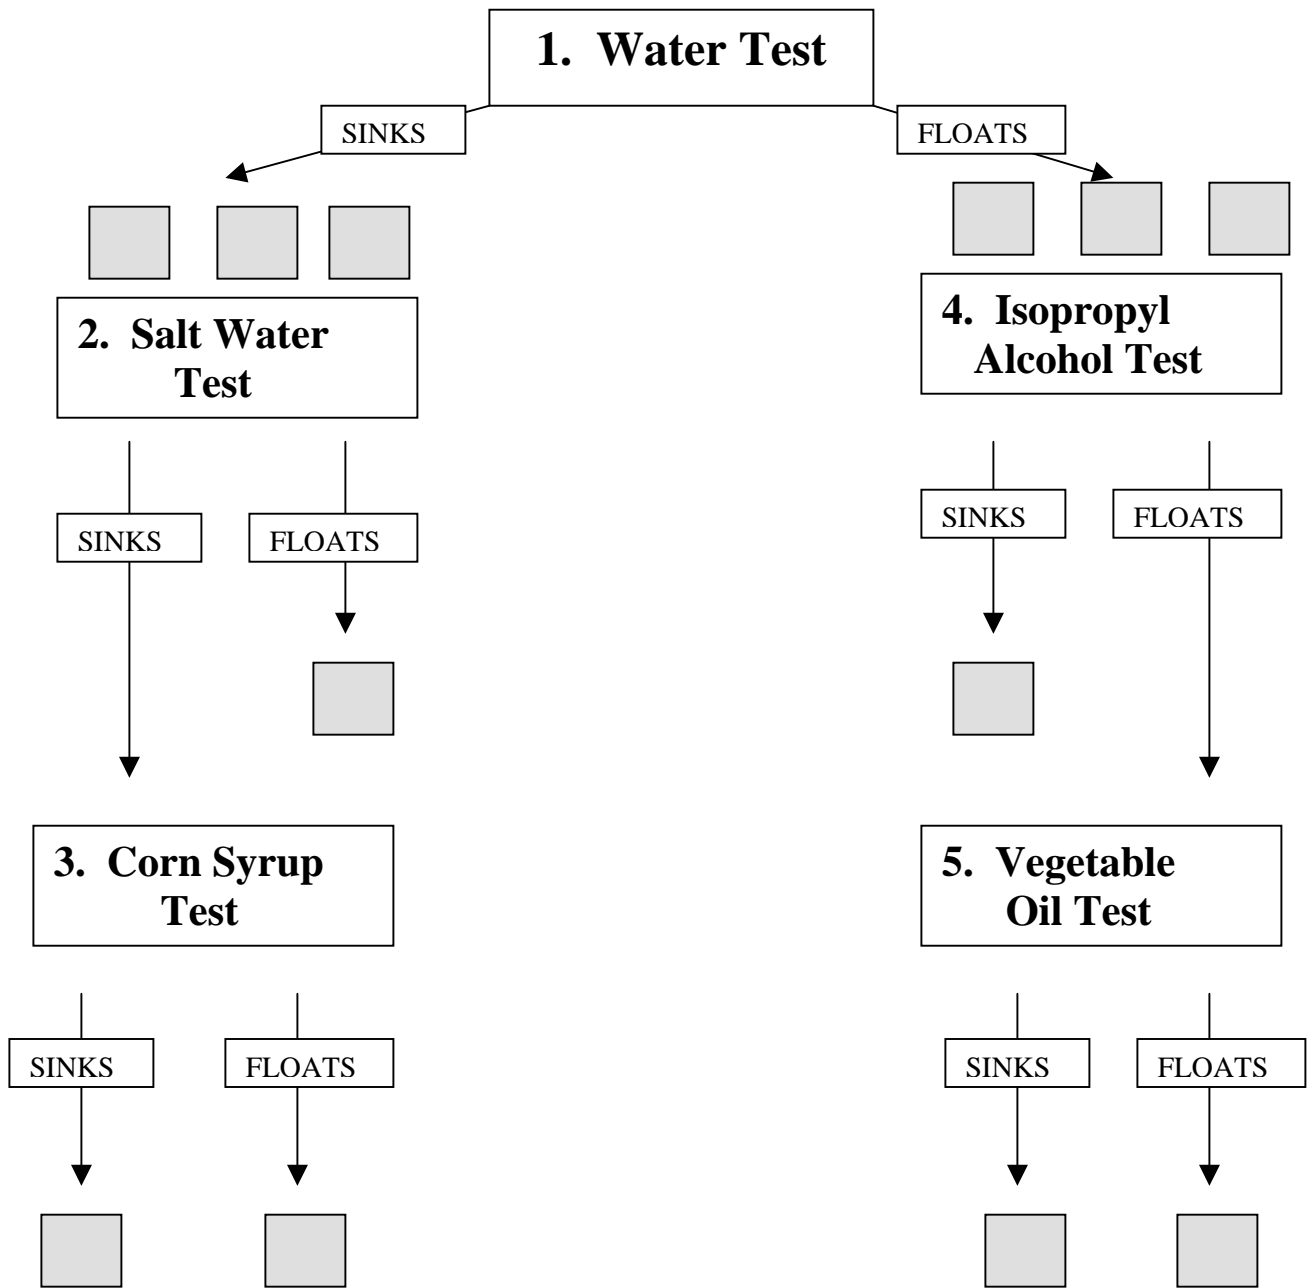 1. Water Test
SINKS
FLOATS
2. Salt Water
Test
4. Isopropyl
Alcohol Test
SINKS
FLOATS
SINKS
FLOATS
3. Corn Syrup
Test
5. Vegetable
Oil Test
SINKS
FLOATS
SINKS
FLOATS